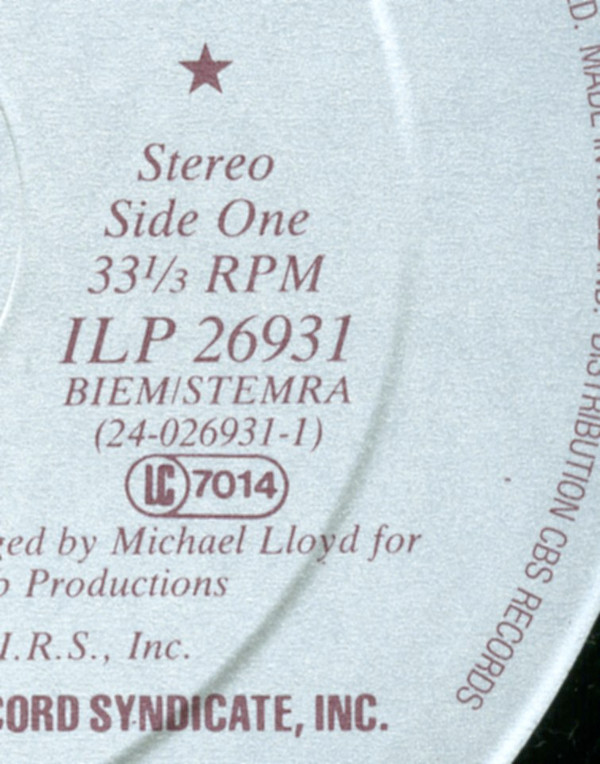 Stereo
Side One
33⅓ RPM
ILP 26931
BIEM/STEMRA
(24-026931-1)
LC 7014
ged by Michael Lloyd for
Productions
I.R.S., Inc.
CORD SYNDICATE, INC.
D. MADE IN HOLLAND. DISTRIBUTION CBS RECORDS